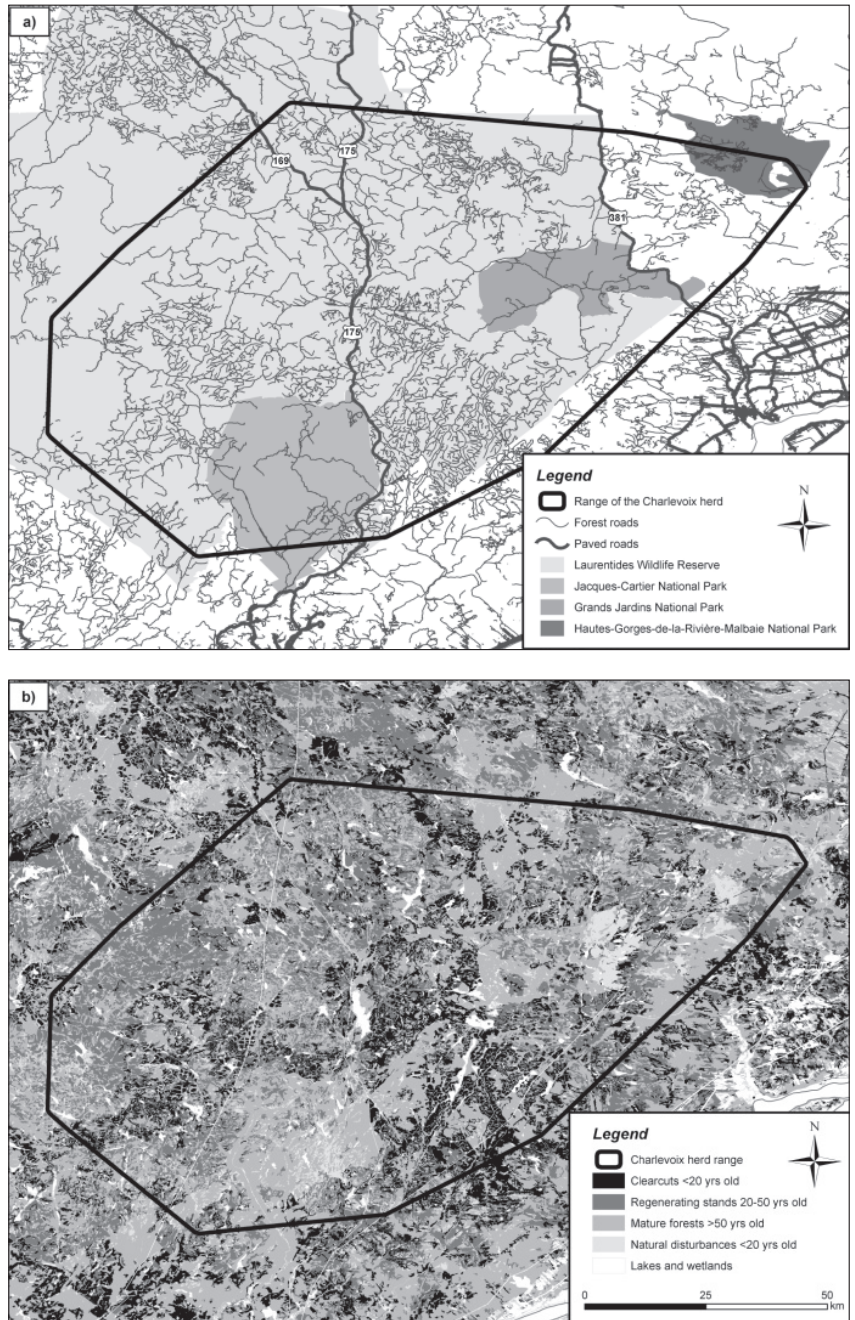 a)
169
175
381
175
Legend
N
Range of the Charlevoix herd
Forest roads
Paved roads
Laurentides Wildlife Reserve
Jacques-Cartier National Park
Grands Jardins National Park
Hautes-Gorges-de-la-Rivière-Malbaie National Park
b)
Legend
N
Charlevoix herd range
Clearcuts <20 yrs old
Regenerating stands 20-50 yrs old
Mature forests >50 yrs old
Natural disturbances <20 yrs old
Lakes and wetlands
0 25 50
km